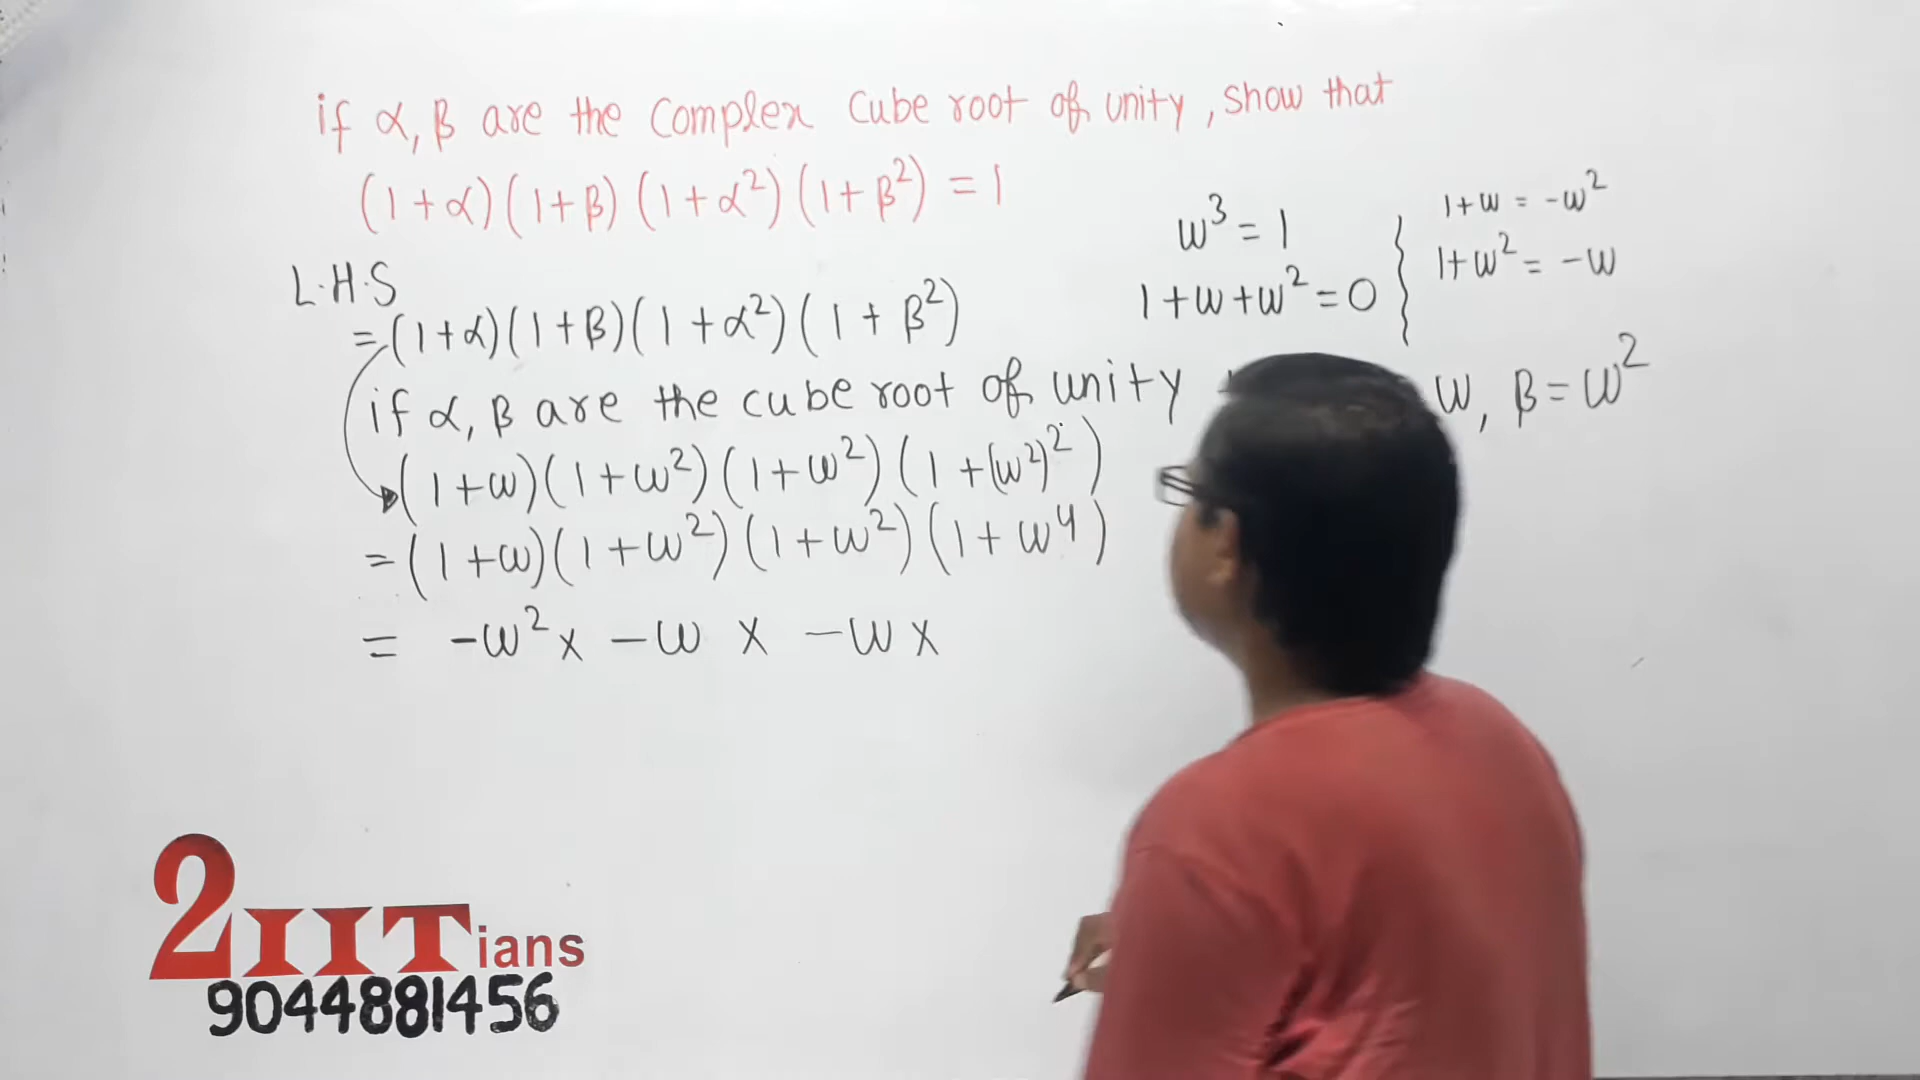 if α, β are the complex cube root of unity, show that
(1+α)(1+β)(1+α²)(1+β²) = 1
w³ = 1
1+w+w² = 0
1+w = -w²
1+w² = -w
L.H.S
= (1+α)(1+β)(1+α²)(1+β²)
if α, β are the cube root of unity w, β = w²
(1+w)(1+w²)(1+w²)(1+(w²)²)
= (1+w)(1+w²)(1+w²)(1+w⁴)
= -w² x -w x -w x
2IITians
9044881456